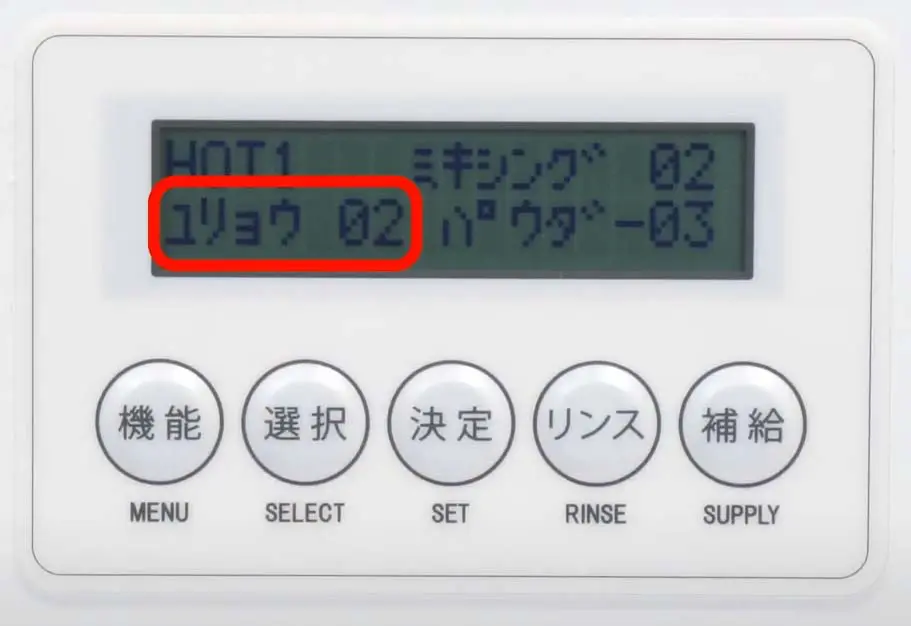 HOT1 ミキシング 02
ユリョウ 02 パウダー03
機能 選択 決定 リンス 補給
MENU SELECT SET RINSE SUPPLY